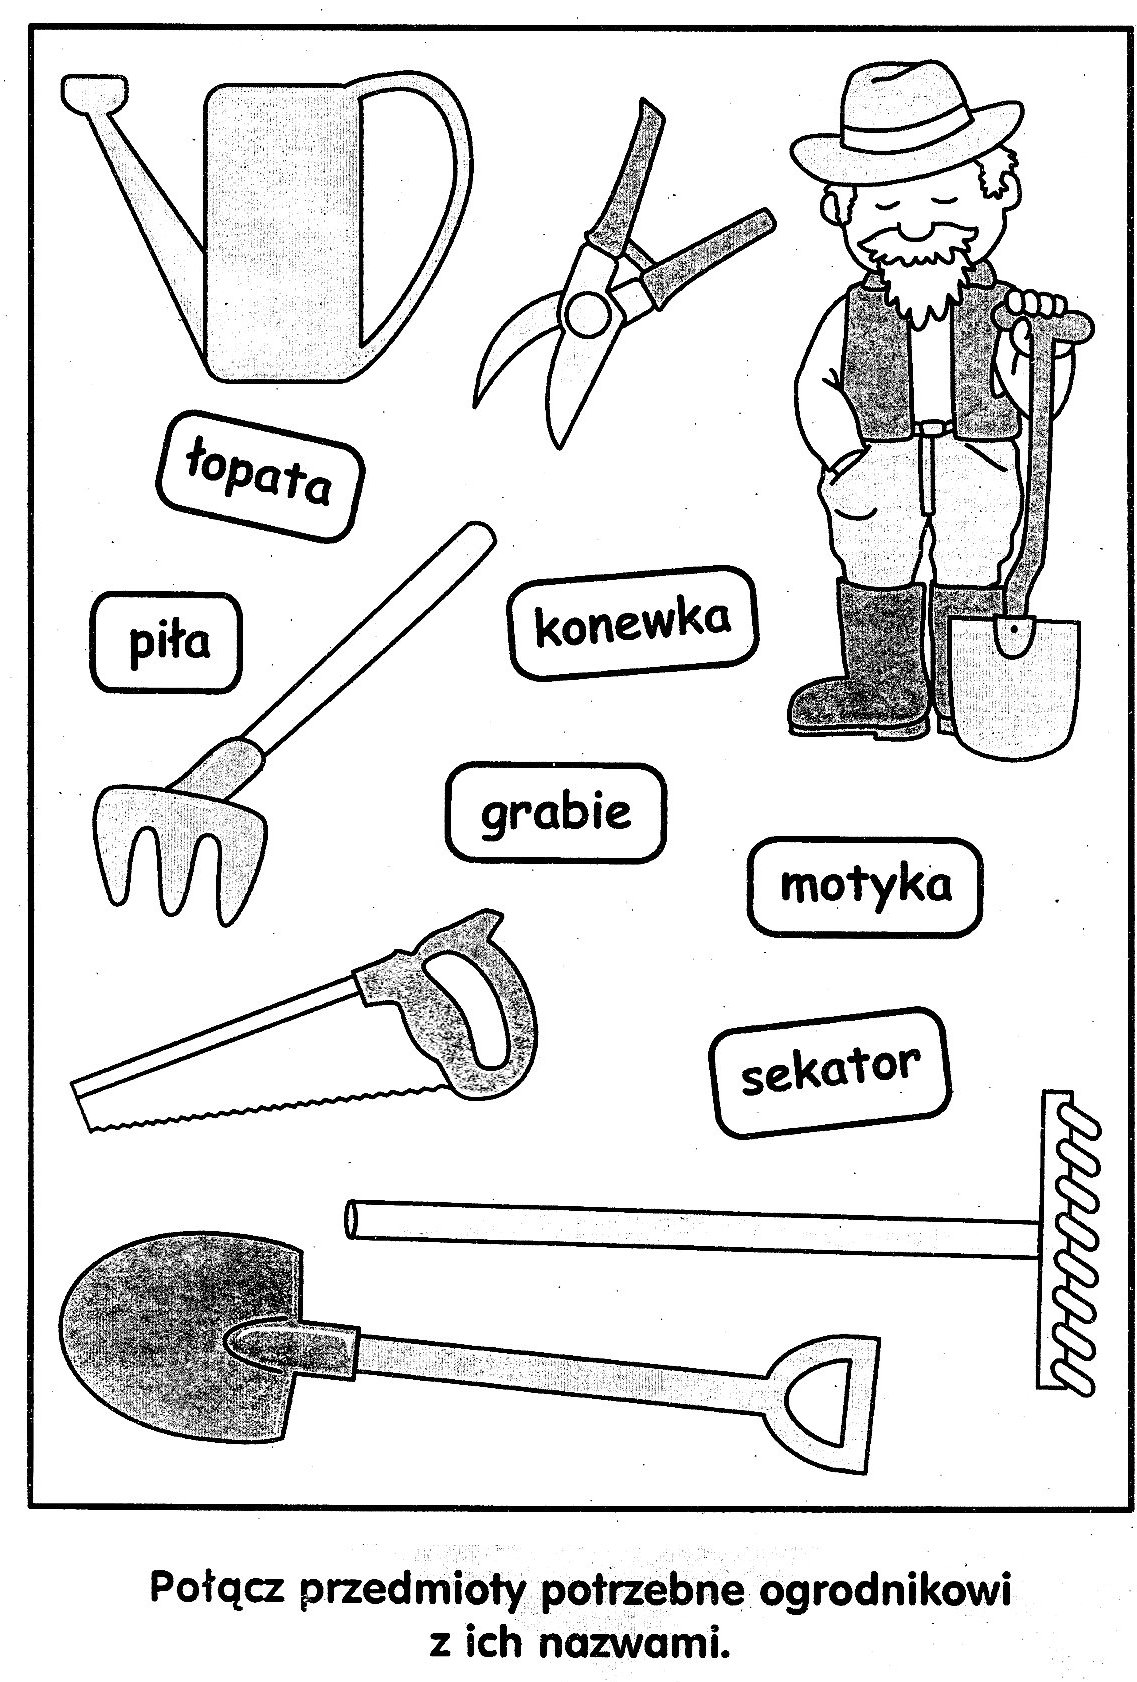 łopata
piła
konewka
grabie
motyka
sekator
Połącz przedmioty potrzebne ogrodnikowi
z ich nazwami.